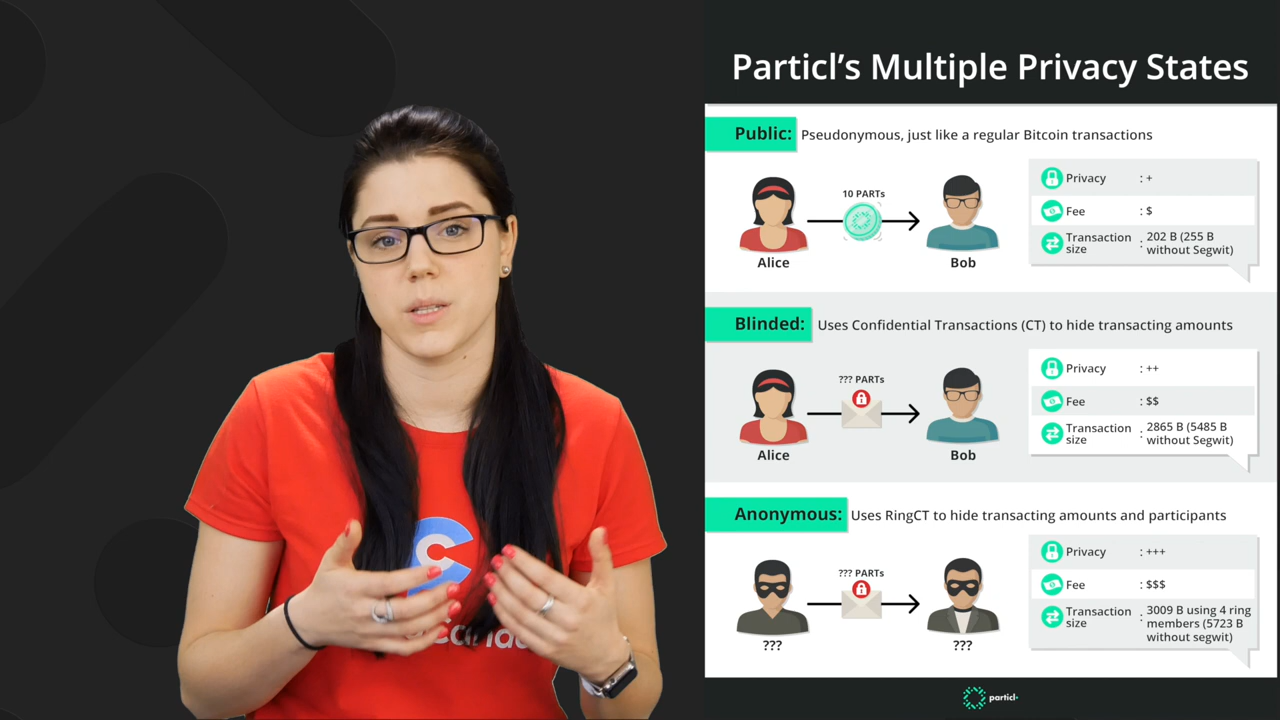 Particl's Multiple Privacy States
Public: Pseudonymous, just like a regular Bitcoin transactions
10 PARTs
Alice
Bob
Privacy : +
Fee : $
Transaction size : 202 B (255 B without Segwit)
Blinded: Uses Confidential Transactions (CT) to hide transacting amounts
??? PARTs
Alice
Bob
Privacy : ++
Fee : $$
Transaction size : 2865 B (5485 B without Segwit)
Anonymous: Uses RingCT to hide transacting amounts and participants
??? PARTs
???
???
Privacy : +++
Fee : $$$
Transaction size : 3009 B using 4 ring members (5723 B without segwit)
particl
C